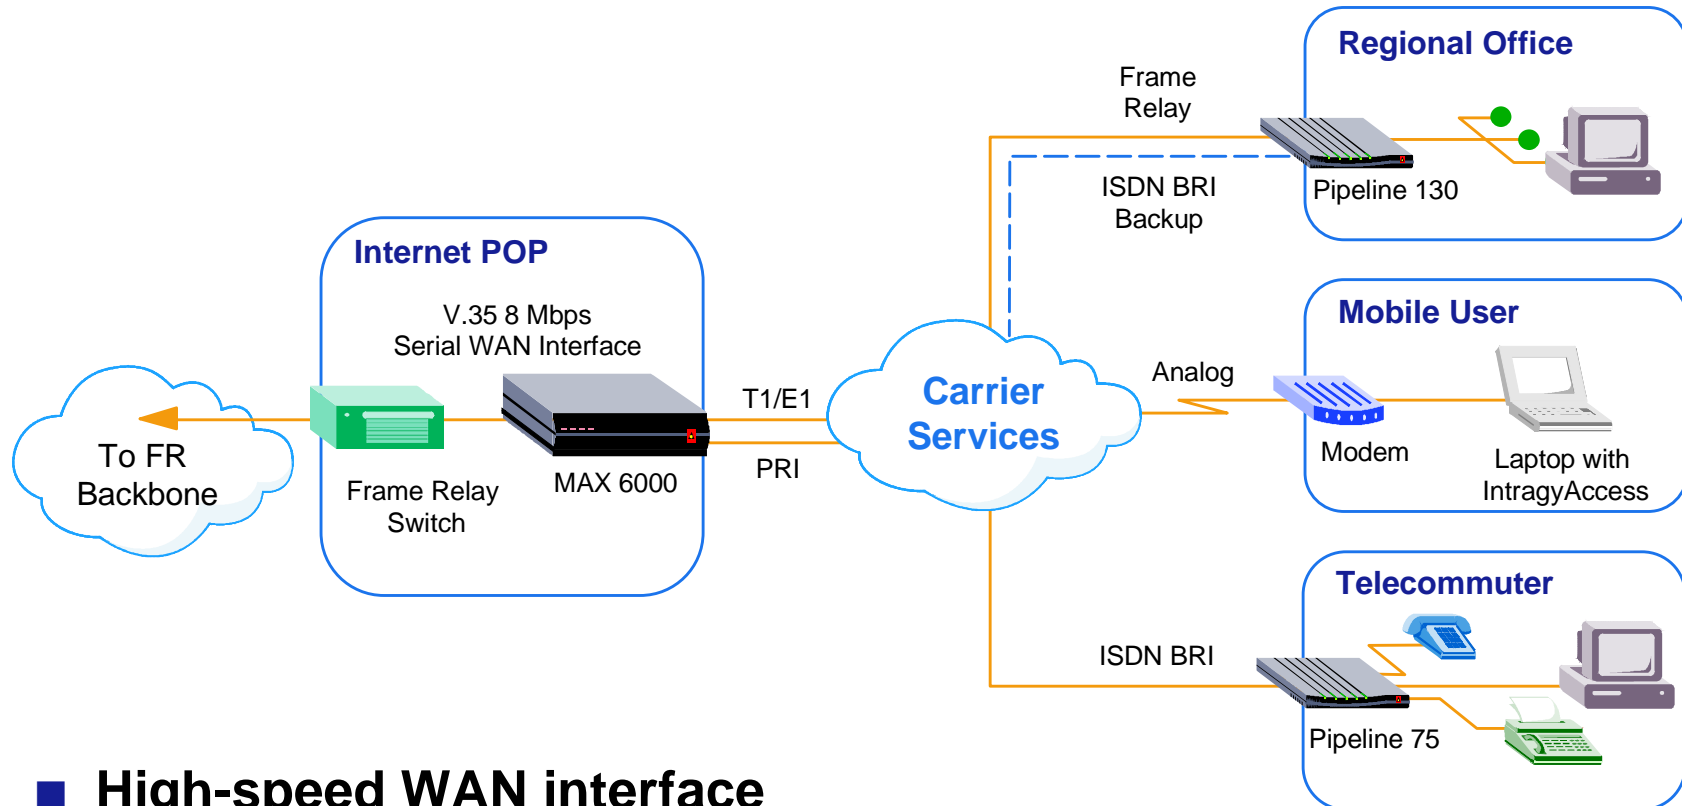 Regional Office
Frame
Relay
ISDN BRI
Backup
Pipeline 130
Internet POP
V.35 8 Mbps
Serial WAN Interface
To FR
Backbone
Frame Relay
Switch
MAX 6000
T1/E1
PRI
Carrier
Services
Mobile User
Analog
Modem
Laptop with
IntragyAccess
Telecommuter
ISDN BRI
Pipeline 75
■ High-speed WAN interface